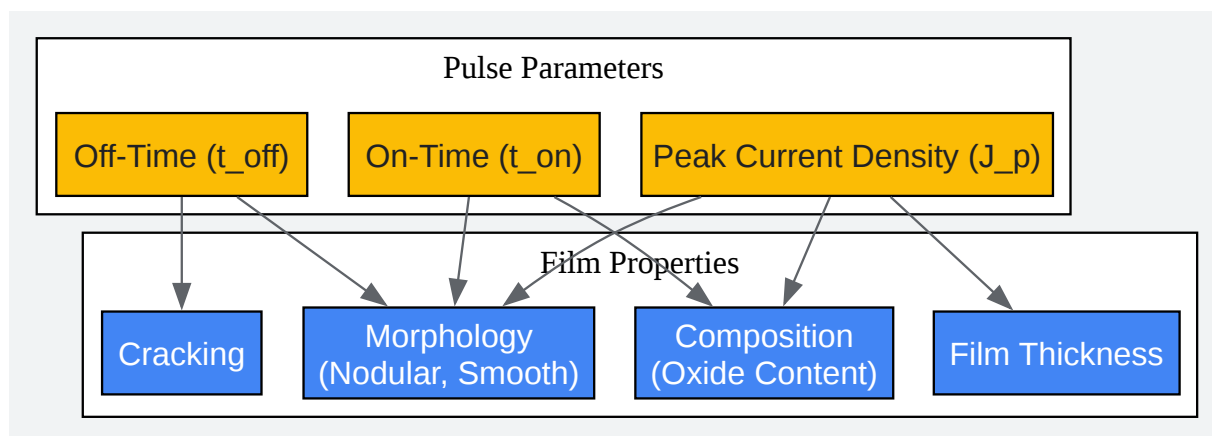 Pulse Parameters
Off-Time (t_off)
On-Time (t_on)
Peak Current Density (J_p)
Film Properties
Cracking
Morphology
(Nodular, Smooth)
Composition
(Oxide Content)
Film Thickness